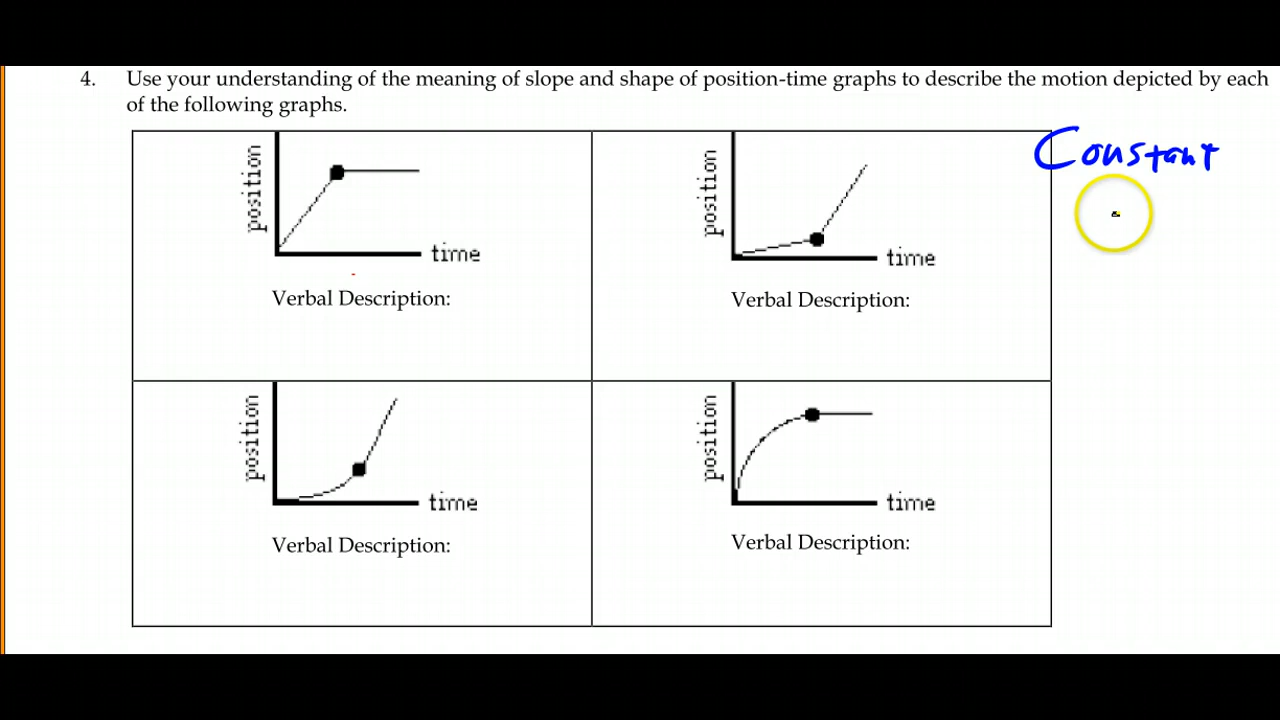 4. Use your understanding of the meaning of slope and shape of position-time graphs to describe the motion depicted by each
of the following graphs.
Constant
position
time
Verbal Description:
position
time
Verbal Description:
position
time
Verbal Description:
position
time
Verbal Description: